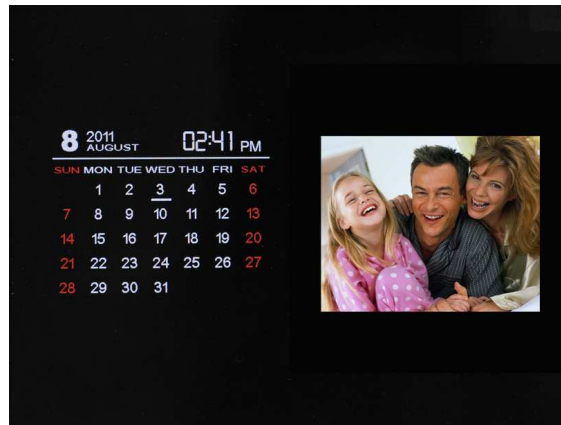 8 2011 AUGUST 02:41 PM
SUN MON TUE WED THU FRI SAT
1 2 3 4 5 6
7 8 9 10 11 12 13
14 15 16 17 18 19 20
21 22 23 24 25 26 27
28 29 30 31